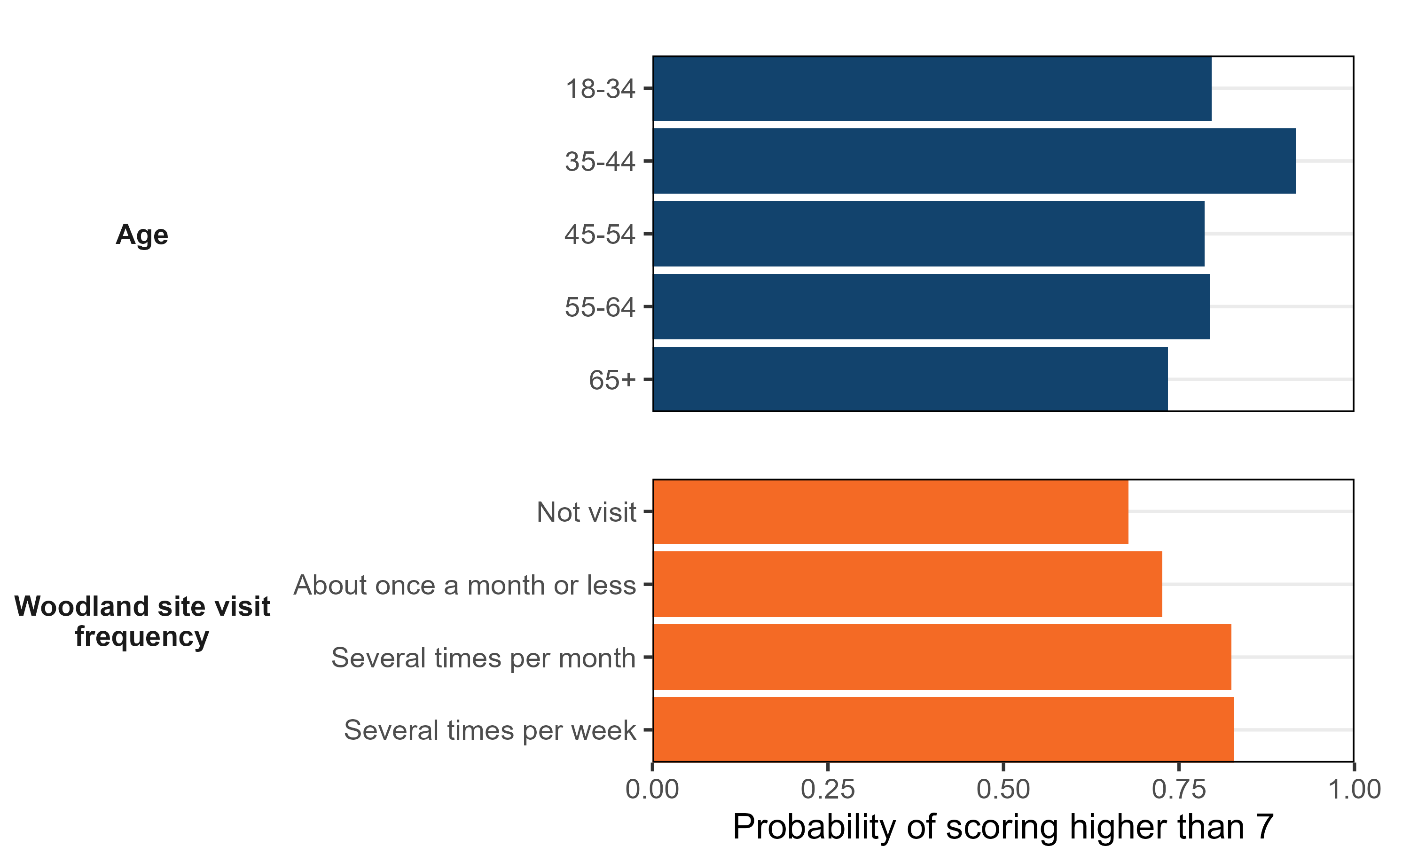 Age
18-34
35-44
45-54
55-64
65+
Woodland site visit
frequency
Not visit
About once a month or less
Several times per month
Several times per week
0.00 0.25 0.50 0.75 1.00
Probability of scoring higher than 7